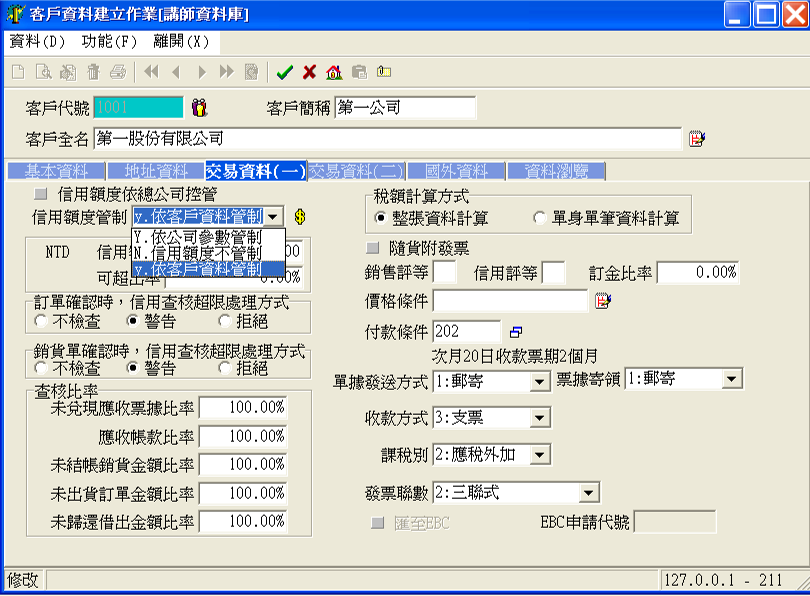 客戶資料建立作業[講師資料庫]
資料(D) 功能(F) 離開(X)
客戶代號 1001 客戶簡稱 第一公司
客戶全名 第一股份有限公司
基本資料 地址資料 交易資料(一) 交易資料(二) 國外資料 資料瀏覽
信用額度依總公司控管
信用額度管制 y.依客戶資料管制
Y.依公司參數管制
N.信用額度不管制
y.依客戶資料管制
NTD 信用 00
可超出率 0.00%
訂單確認時，信用查核超限處理方式
不檢查 警告 拒絕
銷貨單確認時，信用查核超限處理方式
不檢查 警告 拒絕
查核比率
未兌現應收票據比率 100.00%
應收帳款比率 100.00%
未結帳銷貨金額比率 100.00%
未出貨訂單金額比率 100.00%
未歸還借出金額比率 100.00%
稅額計算方式
整張資料計算 單身單筆資料計算
隨貨附發票
銷售評等 信用評等 訂金比率 0.00%
價格條件
付款條件 202
次月20日收款票期2個月
單據發送方式 1:郵寄 票據寄領 1:郵寄
收款方式 3:支票
課稅別 2:應稅外加
發票聯數 2:三聯式
匯至EBC EBC申請代號
修改 127.0.0.1 - 211